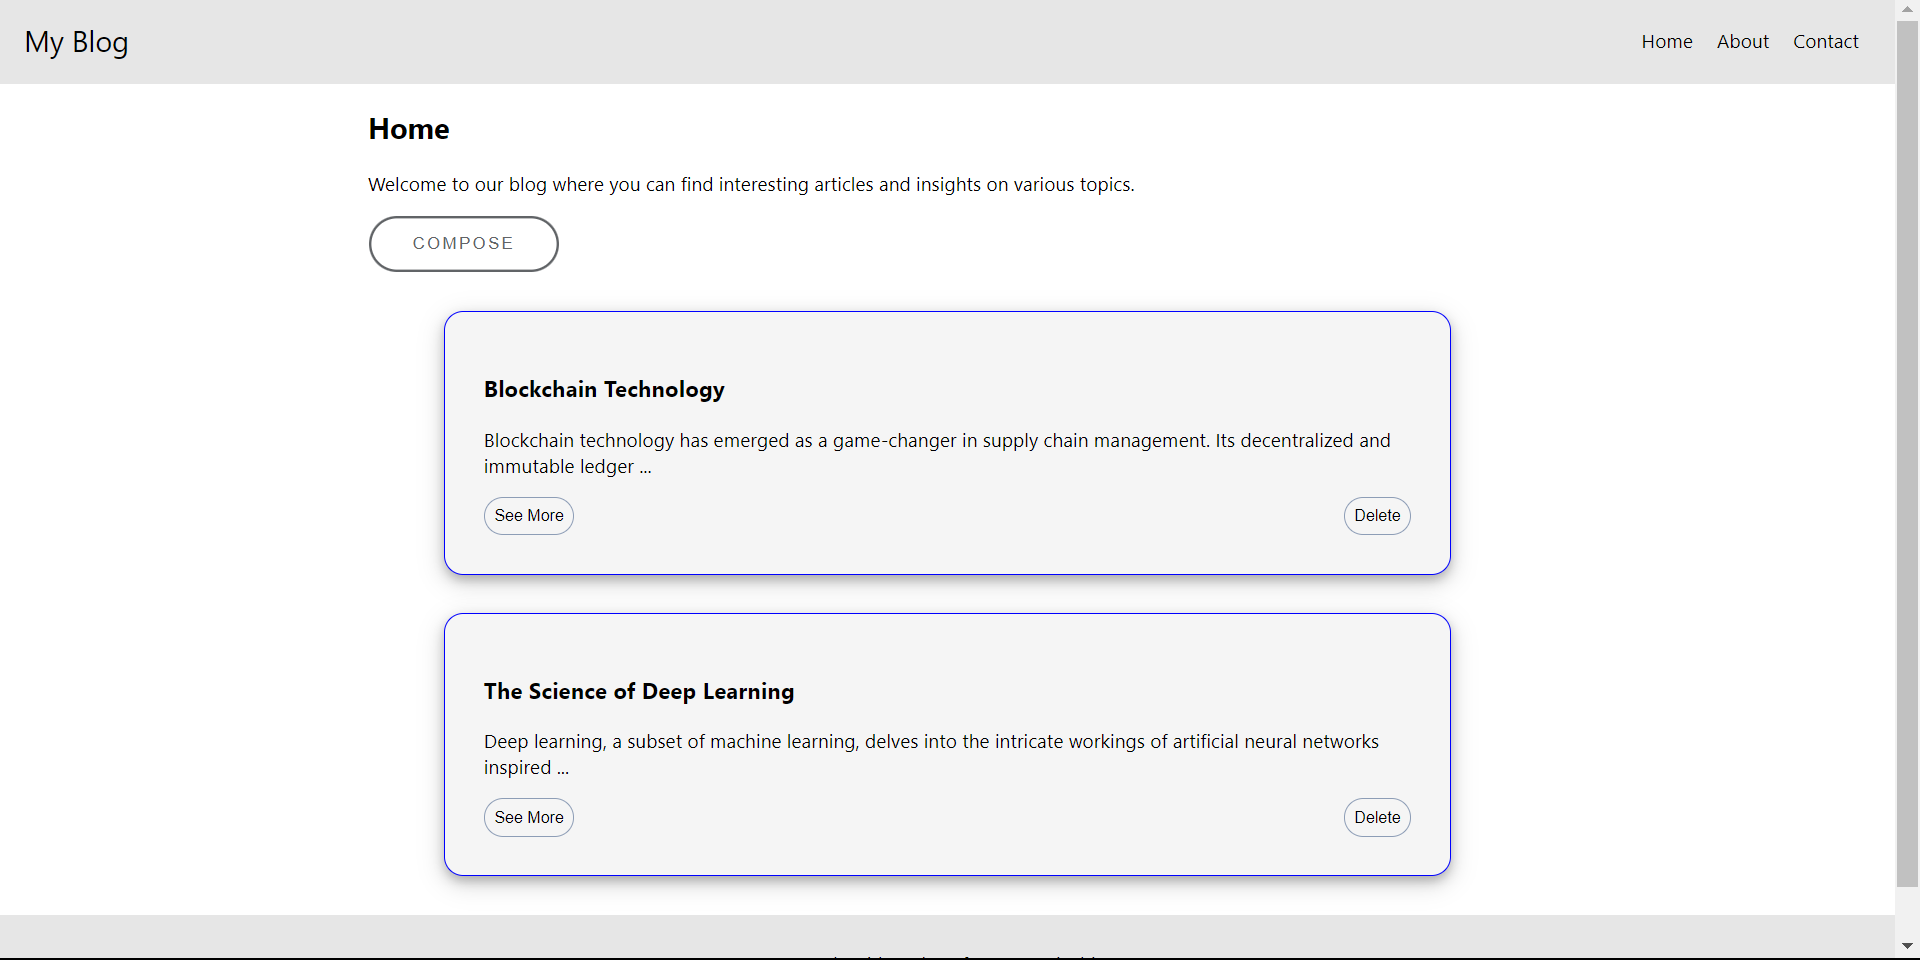 My Blog
Home About Contact
Home
Welcome to our blog where you can find interesting articles and insights on various topics.
COMPOSE
Blockchain Technology
Blockchain technology has emerged as a game-changer in supply chain management. Its decentralized and
immutable ledger ...
See More Delete
The Science of Deep Learning
Deep learning, a subset of machine learning, delves into the intricate workings of artificial neural networks
inspired ...
See More Delete